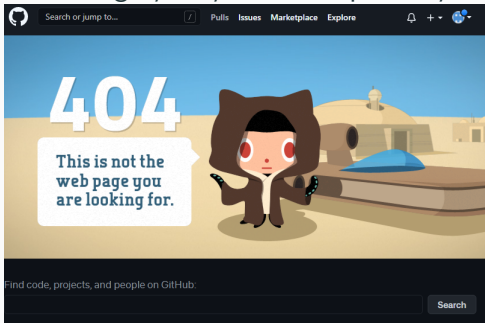 Search or jump to... /
Pulls Issues Marketplace Explore
404
This is not the
web page you
are looking for.
Find code, projects, and people on GitHub:
Search